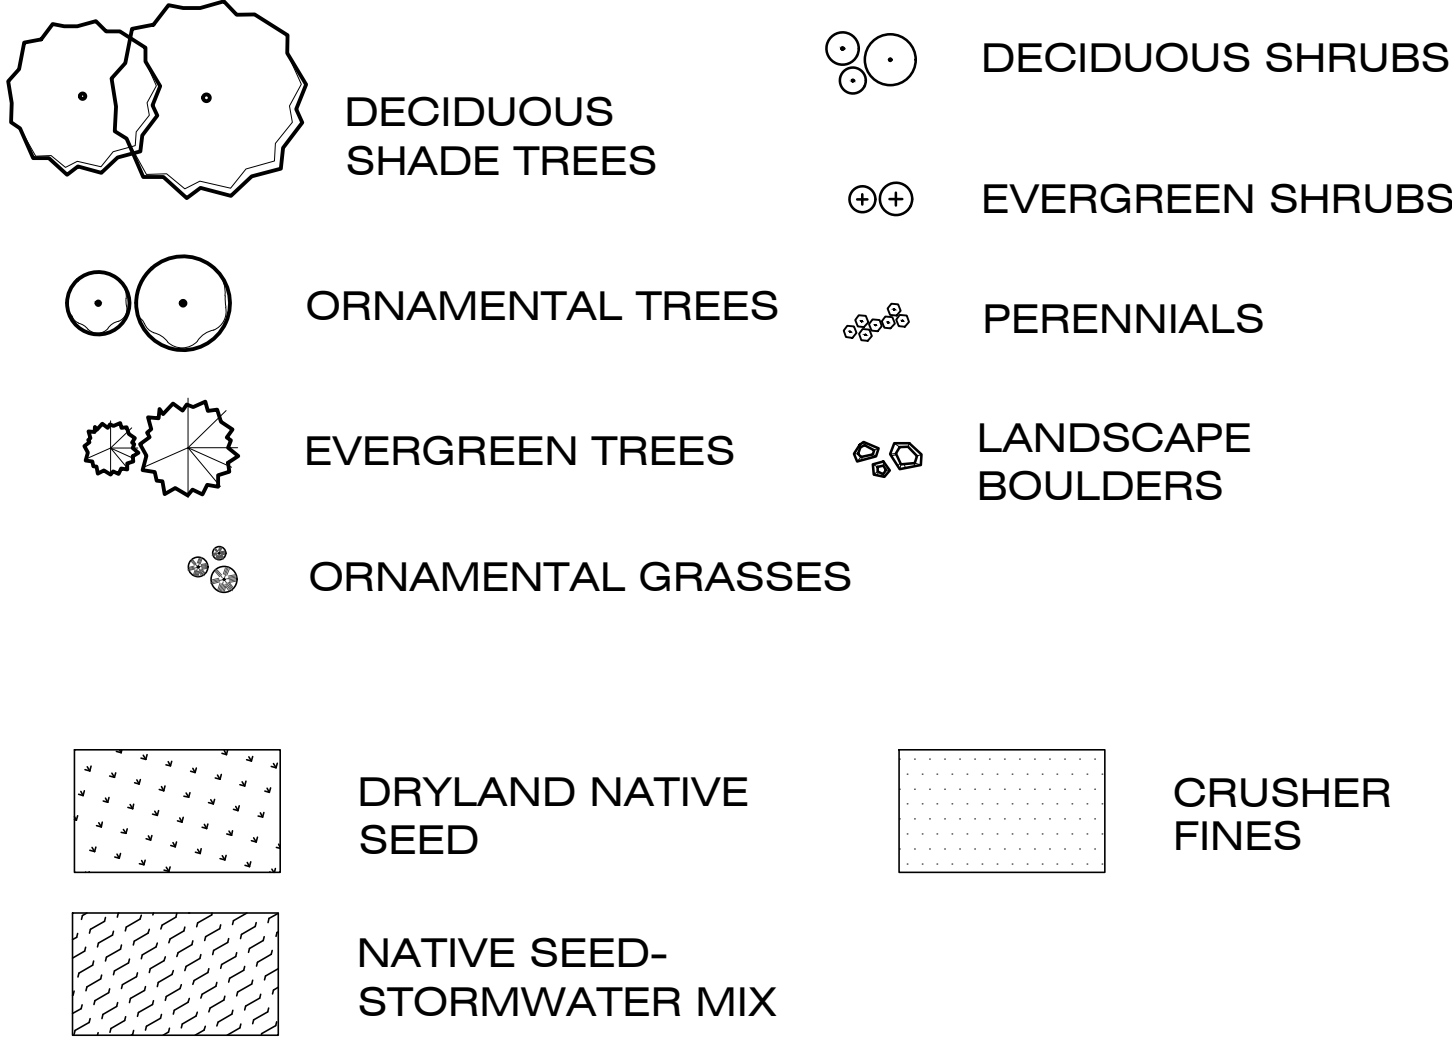 DECIDUOUS
SHADE TREES
ORNAMENTAL TREES
EVERGREEN TREES
ORNAMENTAL GRASSES
DECIDUOUS SHRUBS
EVERGREEN SHRUBS
PERENNIALS
LANDSCAPE
BOULDERS
DRYLAND NATIVE
SEED
NATIVE SEED-
STORMWATER MIX
CRUSHER
FINES